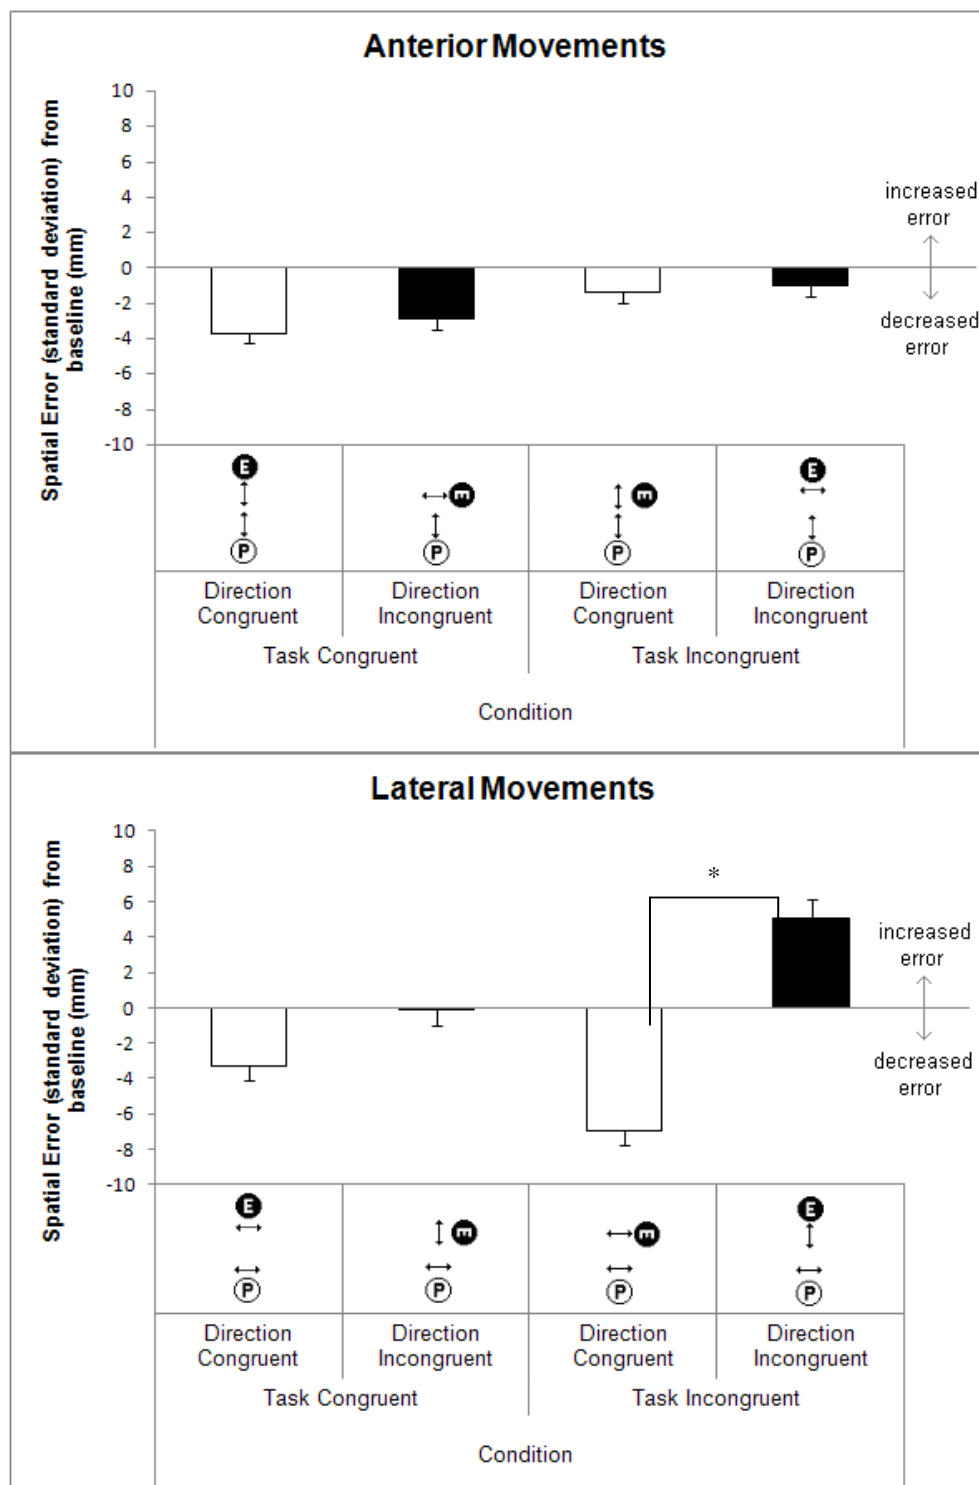 Anterior Movements
Spatial Error (standard deviation) from
baseline (mm)
10
8
6
4
2
0
-2
-4
-6
-8
-10
increased
error
decreased
error
E
E
E
E
P
P
P
P
Direction
Congruent
Direction
Incongruent
Direction
Congruent
Direction
Incongruent
Task Congruent
Task Incongruent
Condition
Lateral Movements
Spatial Error (standard deviation) from
baseline (mm)
10
8
6
4
2
0
-2
-4
-6
-8
-10
*
increased
error
decreased
error
E
E
E
E
P
P
P
P
Direction
Congruent
Direction
Incongruent
Direction
Congruent
Direction
Incongruent
Task Congruent
Task Incongruent
Condition